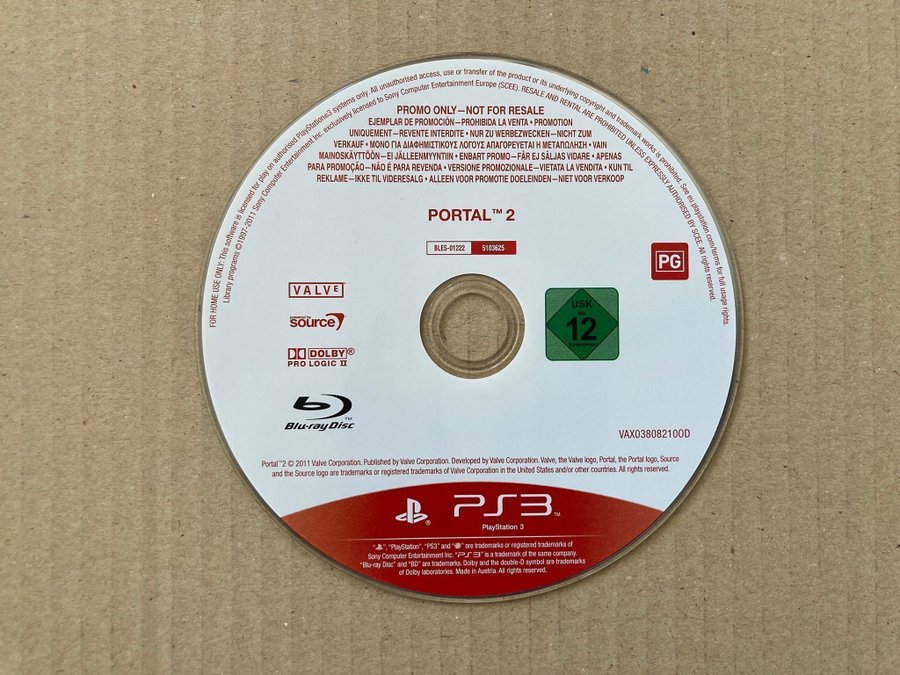 FOR HOME USE ONLY: This software is licensed for play on authorised PlayStation®3 systems only. All unauthorised access, use or transfer of the product or its underlying copyright and trademark works is prohibited. See eu.playstation.com/terms for full usage rights.
Library programs ©1997-2011 Sony Computer Entertainment Inc. exclusively licensed to Sony Computer Entertainment Europe (SCEE). RESALE AND RENTAL ARE PROHIBITED UNLESS EXPRESSLY AUTHORISED BY SCEE. All rights reserved.
PROMO ONLY–NOT FOR RESALE
EJEMPLAR DE PROMOCIÓN–PROHIBIDA LA VENTA • PROMOTION
UNIQUEMENT–REVENTE INTERDITE • NUR ZU WERBEZWECKEN–NICHT ZUM
VERKAUF • ΜΟΝΟ ΓΙΑ ΔΙΑΦΗΜΙΣΤΙΚΟΥΣ ΛΟΓΟΥΣ ΑΠΑΓΟΡΕΥΕΤΑΙ Η ΜΕΤΑΠΩΛΗΣΗ • VAIN
MAINOSKÄYTTÖÖN–EI JÄLLEENMYYNTIIN • ENBART PROMO–FÅR EJ SÄLJAS VIDARE • APENAS
PARA PROMOÇÃO–NÃO É PARA REVENDA • VERSIONE PROMOZIONALE–VIETATA LA VENDITA • KUN TIL
REKLAME–IKKE TIL VIDERESALG • ALLEEN VOOR PROMOTIE DOELEINDEN–NIET VOOR VERKOOP
PORTAL™ 2
BLES-01222 5103625
PG
VALVE
powered by
source
USK
ab
12
freigegeben
DOLBY®
PRO LOGIC II
Blu-ray Disc™
VAX03808210OD
Portal™2 © 2011 Valve Corporation. Published by Valve Corporation. Developed by Valve Corporation. Valve, the Valve logo, Portal, the Portal logo, Source
and the Source logo are trademarks or registered trademarks of Valve Corporation in the United States and/or other countries. All rights reserved.
® PS3™
PlayStation 3
" ", "PlayStation", "PS3" and " " are trademarks or registered trademarks of
Sony Computer Entertainment Inc. "PS3" is a trademark of the same company.
"Blu-ray Disc" and "BD" are trademarks. Dolby and the double-D symbol are trademarks
of Dolby laboratories. Made in Austria. All rights reserved.